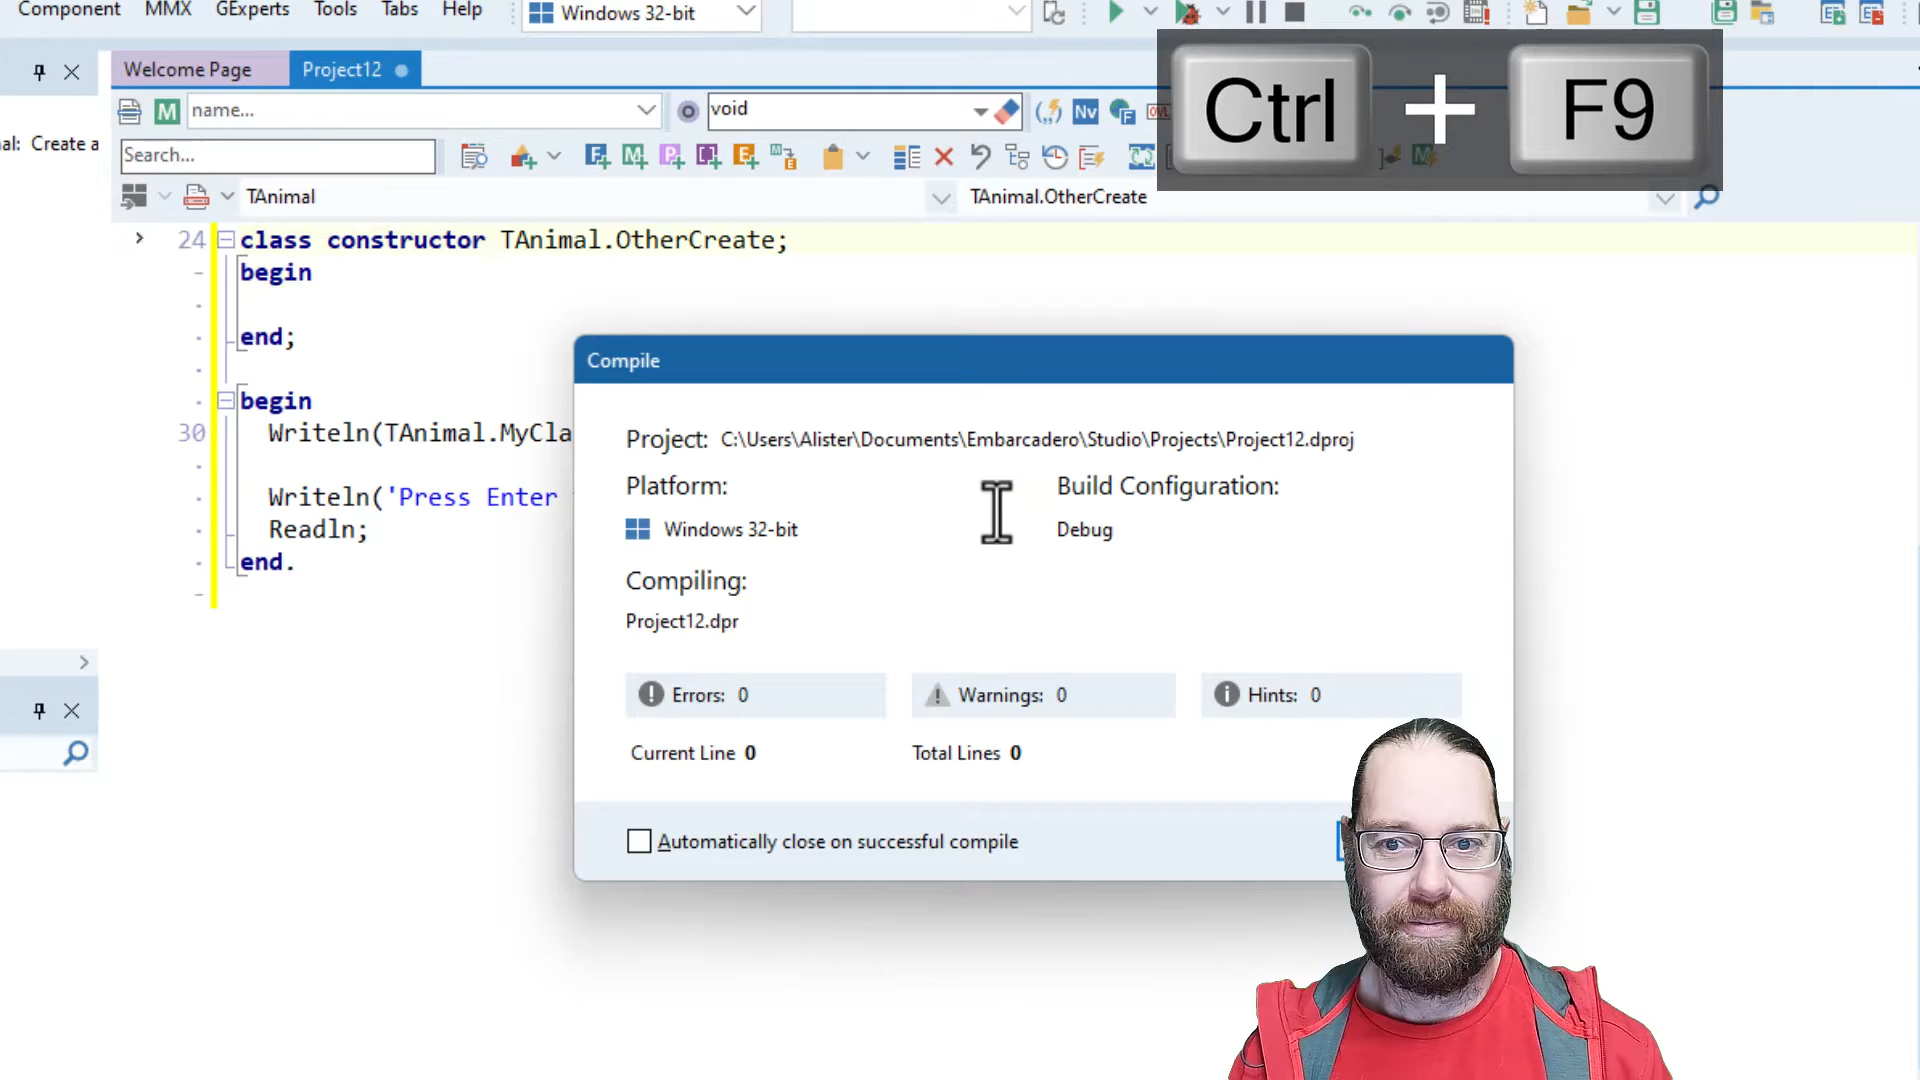 Component MMX GExperts Tools Tabs Help Windows 32-bit
Welcome Page Project12
Ctrl + F9
M name... void Nv
al: Create a
Search...
TAnimal TAnimal.OtherCreate
24 class constructor TAnimal.OtherCreate;
begin
end;
begin
30 Writeln(TAnimal.MyCla
Writeln('Press Enter
Readln;
end.
Compile
Project: C:\Users\Alister\Documents\Embarcadero\Studio\Projects\Project12.dproj
Platform: Build Configuration:
Windows 32-bit Debug
Compiling:
Project12.dpr
Errors: 0 Warnings: 0 Hints: 0
Current Line 0 Total Lines 0
Automatically close on successful compile